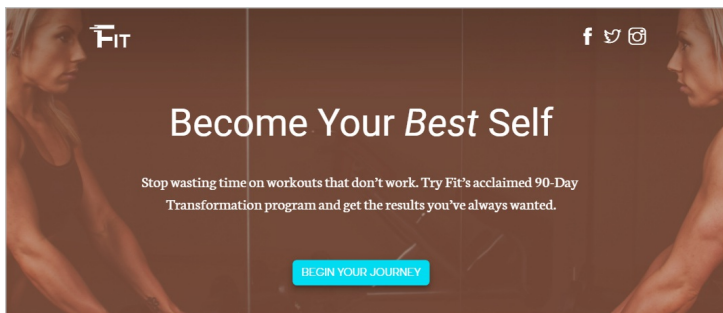 FIT
Become Your Best Self
Stop wasting time on workouts that don’t work. Try Fit’s acclaimed 90-Day
Transformation program and get the results you’ve always wanted.
BEGIN YOUR JOURNEY